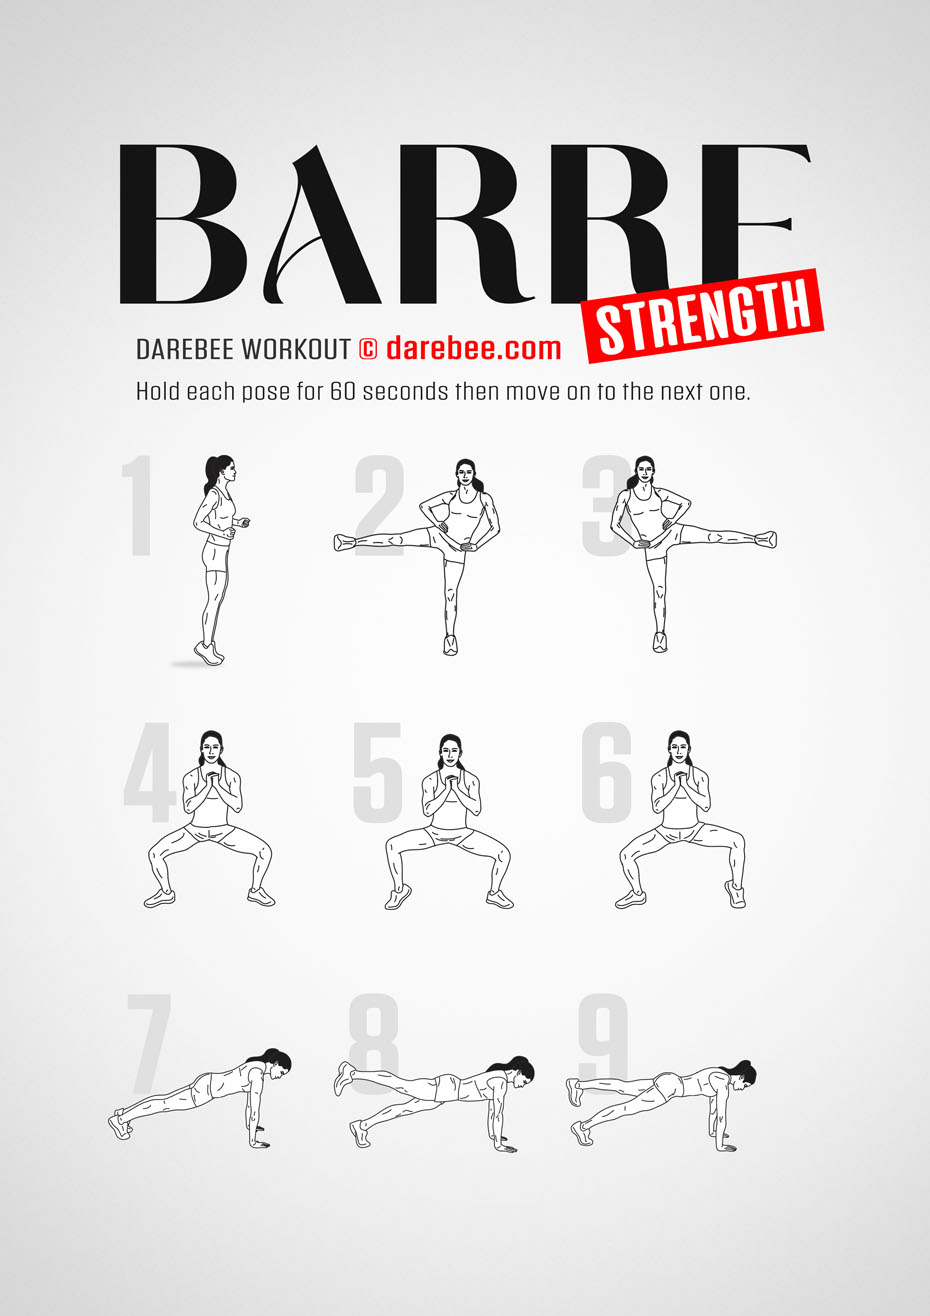 BARRE
STRENGTH
DAREBEE WORKOUT © darebee.com
Hold each pose for 60 seconds then move on to the next one.
1 2 3
4 5 6
7 8 9